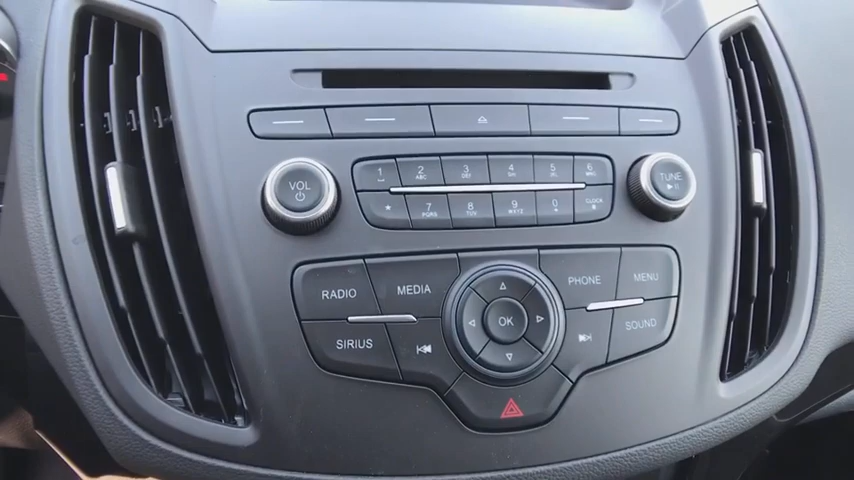 VOL
1 2 ABC 3 DEF 4 GHI 5 JKL 6 MNO
TUNE
* 7 PQRS 8 TUV 9 WXYZ 0 CLOCK #
RADIO MEDIA PHONE MENU
OK
SIRIUS SOUND